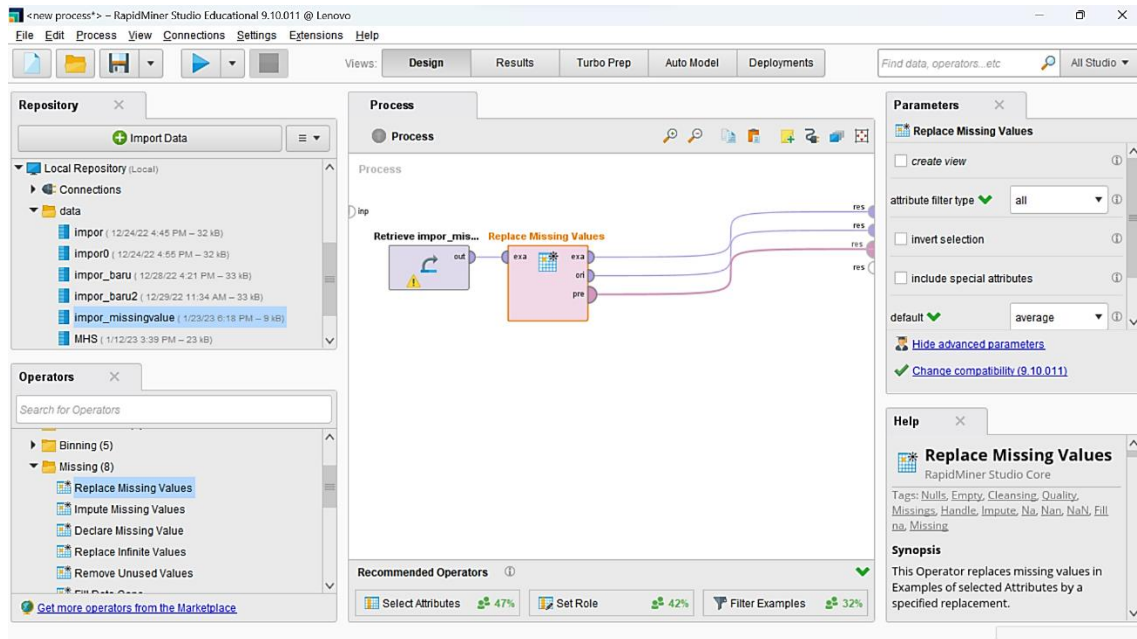 <new process*> – RapidMiner Studio Educational 9.10.011 @ Lenovo
File Edit Process View Connections Settings Extensions Help
Views: Design Results Turbo Prep Auto Model Deployments
Find data, operators...etc
All Studio
Repository
Import Data
Local Repository (Local)
Connections
data
impor ( 12/24/22 4:45 PM – 32 kB)
impor0 ( 12/24/22 4:55 PM – 32 kB)
impor_baru ( 12/28/22 4:21 PM – 33 kB)
impor_baru2 ( 12/29/22 11:34 AM – 33 kB)
impor_missingvalue ( 1/23/23 6:18 PM – 9 kB)
MHS ( 1/12/23 3:39 PM – 23 kB)
Operators
Search for Operators
Binning (5)
Missing (8)
Replace Missing Values
Impute Missing Values
Declare Missing Value
Replace Infinite Values
Remove Unused Values
Get more operators from the Marketplace
Process
Process
Process
inp
res
res
res
res
Retrieve impor_mis...
out
Replace Missing Values
exa exa
ori
pre
Recommended Operators
Select Attributes 47%
Set Role 42%
Filter Examples 32%
Parameters
Replace Missing Values
create view
attribute filter type all
invert selection
include special attributes
default average
Hide advanced parameters
Change compatibility (9.10.011)
Help
Replace Missing Values
RapidMiner Studio Core
Tags: Nulls, Empty, Cleansing, Quality,
Missings, Handle, Impute, Na, Nan, NaN, Fill
na, Missing
Synopsis
This Operator replaces missing values in
Examples of selected Attributes by a
specified replacement.